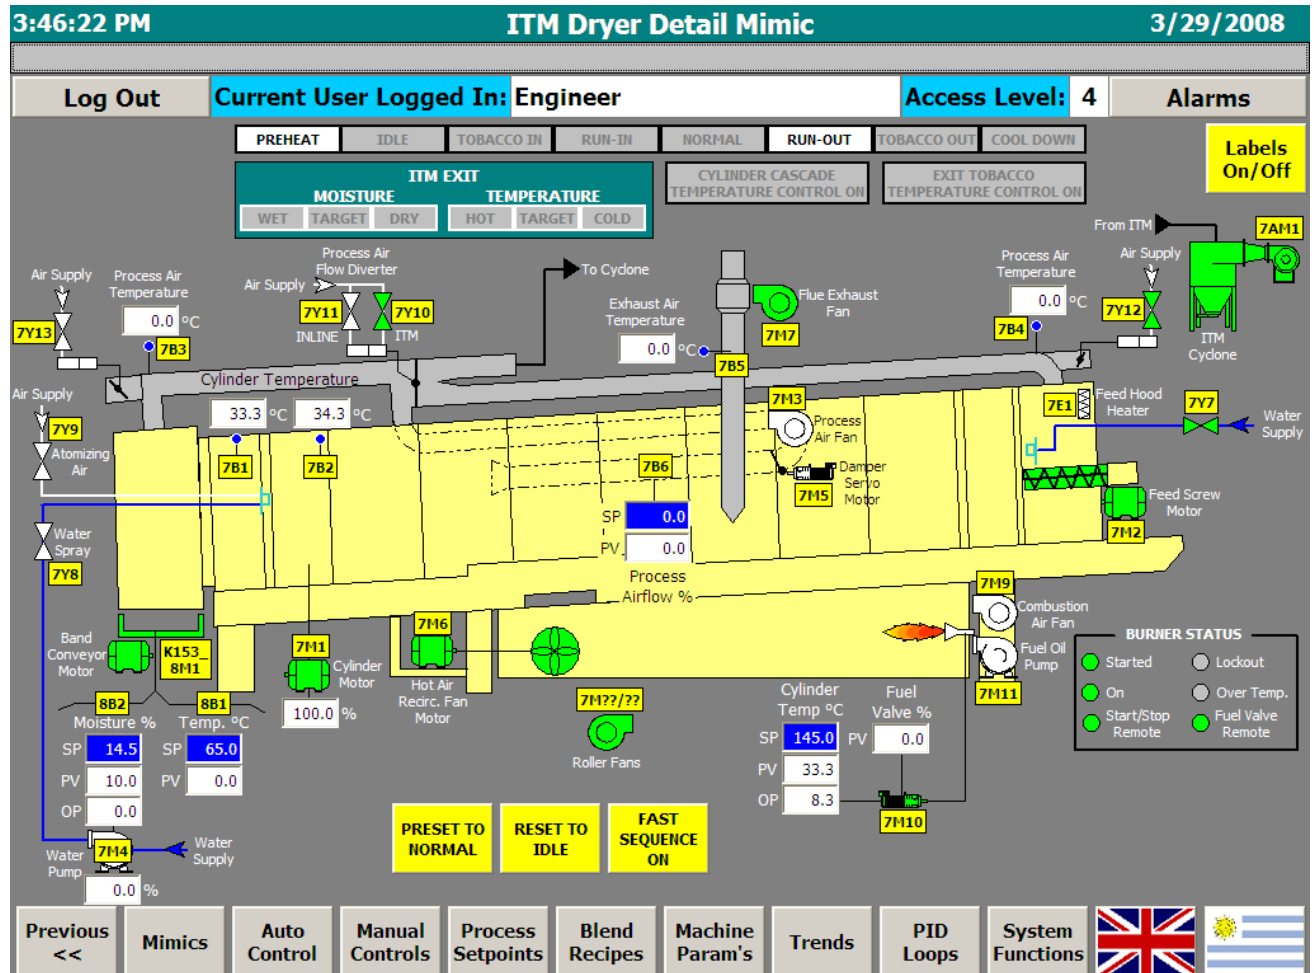 3:46:22 PM
ITM Dryer Detail Mimic
3/29/2008
Log Out
Current User Logged In:
Engineer
Access Level:
4
Alarms
PREHEAT
IDLE
TOBACCO IN
RUN-IN
NORMAL
RUN-OUT
TOBACCO OUT
COOL DOWN
Labels
On/Off
ITM EXIT
MOISTURE
TEMPERATURE
WET
TARGET
DRY
HOT
TARGET
COLD
CYLINDER CASCADE
TEMPERATURE CONTROL ON
EXIT TOBACCO
TEMPERATURE CONTROL ON
From ITM
7AM1
Air Supply
7Y13
Process Air
Temperature
0.0 °C
7B3
Process Air
Flow Diverter
Air Supply
7Y11
7Y10
INLINE
ITM
To Cyclone
Exhaust Air
Temperature
0.0 °C
7B5
Flue Exhaust
Fan
7M7
Process Air
Temperature
0.0 °C
7B4
Air Supply
7Y12
ITM
Cyclone
Cylinder Temperature
33.3 °C
34.3 °C
7B1
7B2
Air Supply
7Y9
Atomizing
Air
Water
Spray
7Y8
7M3
Process
Air Fan
7B6
Damper
Servo
Motor
7M5
SP 0.0
PV 0.0
Process
Airflow %
7E1
Feed Hood
Heater
7Y7
Water
Supply
Feed Screw
Motor
7M2
Band
Conveyor
Motor
K153_
8M1
7M1
Cylinder
Motor
100.0 %
7M6
Hot Air
Recirc. Fan
Motor
7M??/??
Roller Fans
7M9
Combustion
Air Fan
Fuel Oil
Pump
7M11
BURNER STATUS
Started
Lockout
On
Over Temp.
Start/Stop
Remote
Fuel Valve
Remote
8B2
Moisture %
SP 14.5
PV 10.0
OP 0.0
8B1
Temp. °C
SP 65.0
PV 0.0
Cylinder
Temp °C
SP 145.0
PV 33.3
OP 8.3
Fuel
Valve %
PV 0.0
7M10
Water
Pump
7M4
Water
Supply
0.0 %
PRESET TO
NORMAL
RESET TO
IDLE
FAST
SEQUENCE
ON
Previous
<<
Mimics
Auto
Control
Manual
Controls
Process
Setpoints
Blend
Recipes
Machine
Param's
Trends
PID
Loops
System
Functions